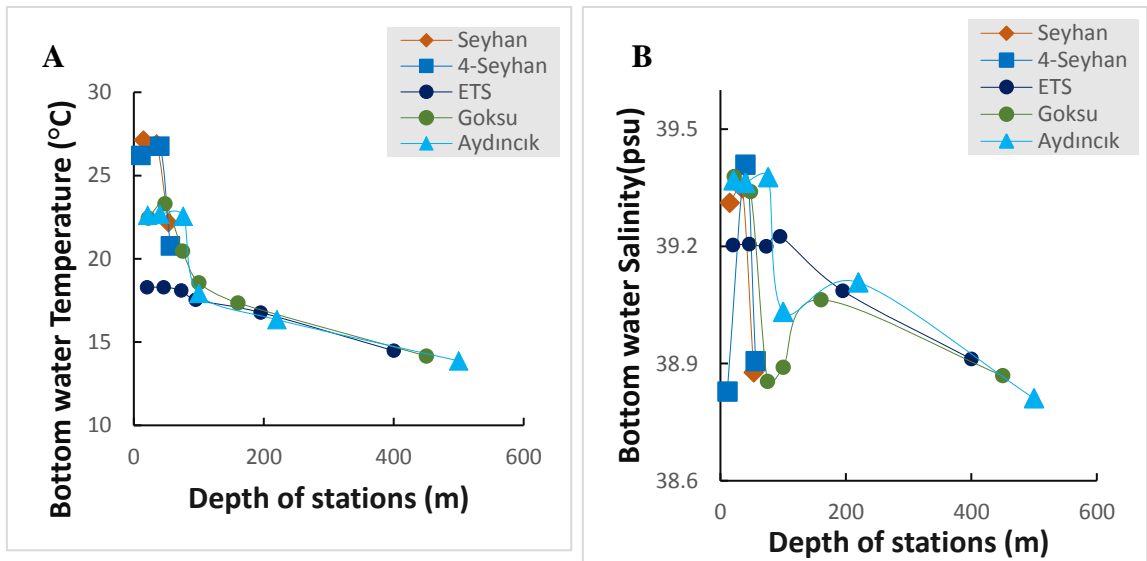 A
Seyhan
4-Seyhan
ETS
Goksu
Aydıncık
30
25
20
15
10
0
200
400
600
Bottom water Temperature (°C)
Depth of stations (m)
B
Seyhan
4-Seyhan
ETS
Goksu
Aydıncık
39.5
39.2
38.9
38.6
0
200
400
600
Bottom water Salinity(psu)
Depth of stations (m)